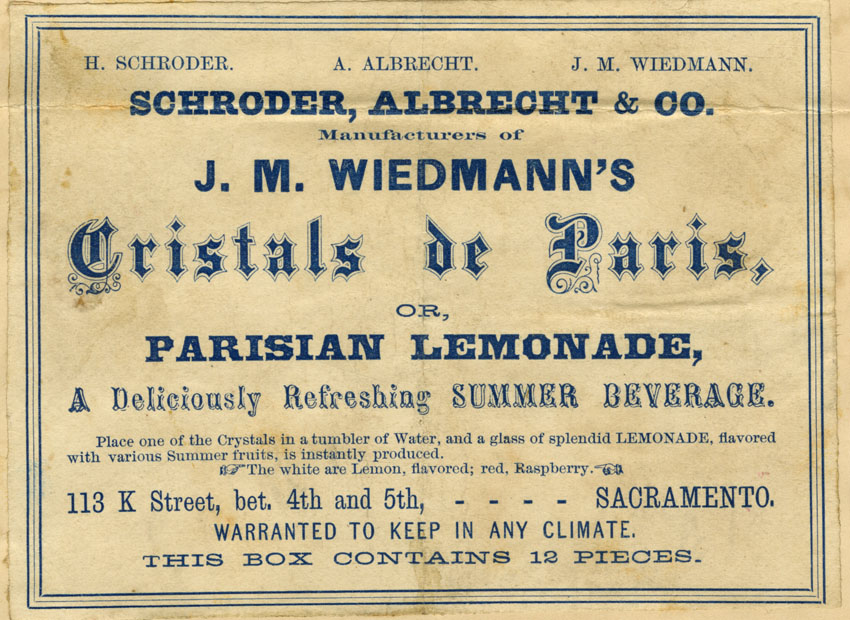 H. SCHRODER. A. ALBRECHT. J. M. WIEDMANN.
SCHRODER, ALBRECHT & CO.
Manufacturers of
J. M. WIEDMANN'S
Cristals de Paris,
OR,
PARISIAN LEMONADE,
A Deliciously Refreshing SUMMER BEVERAGE.
Place one of the Crystals in a tumbler of Water, and a glass of splendid LEMONADE, flavored
with various Summer fruits, is instantly produced.
☞The white are Lemon, flavored; red, Raspberry.☜
113 K Street, bet. 4th and 5th, - - - - SACRAMENTO.
WARRANTED TO KEEP IN ANY CLIMATE.
THIS BOX CONTAINS 12 PIECES.